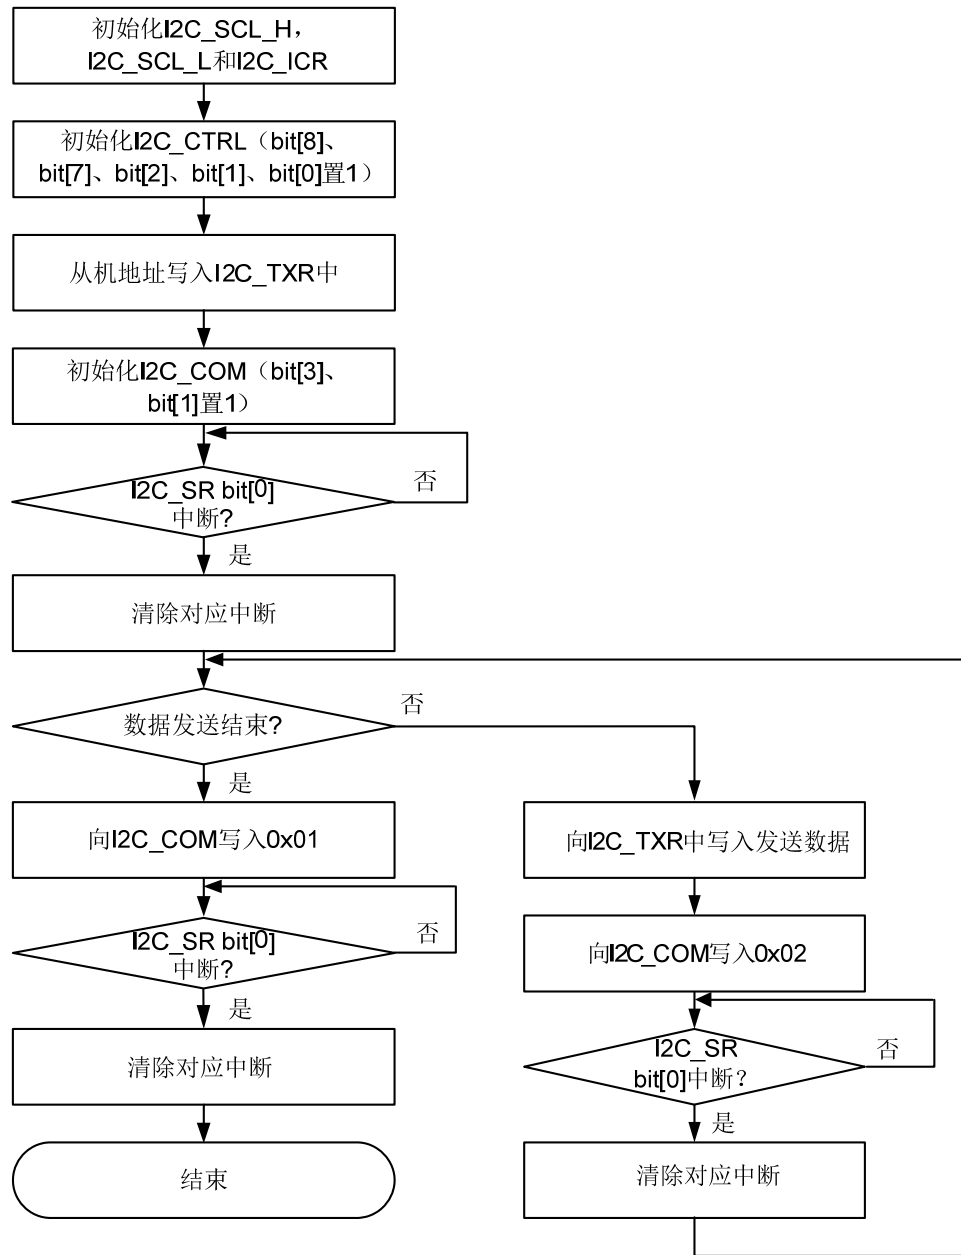 初始化I2C_SCL_H，
I2C_SCL_L和I2C_ICR
初始化I2C_CTRL（bit[8]、
bit[7]、bit[2]、bit[1]、bit[0]置1）
从机地址写入I2C_TXR中
初始化I2C_COM（bit[3]、
bit[1]置1）
I2C_SR bit[0]
中断?
否
是
清除对应中断
数据发送结束?
否
是
向I2C_COM写入0x01
I2C_SR bit[0]
中断?
否
是
清除对应中断
结束
向I2C_TXR中写入发送数据
向I2C_COM写入0x02
I2C_SR
bit[0]中断？
否
是
清除对应中断